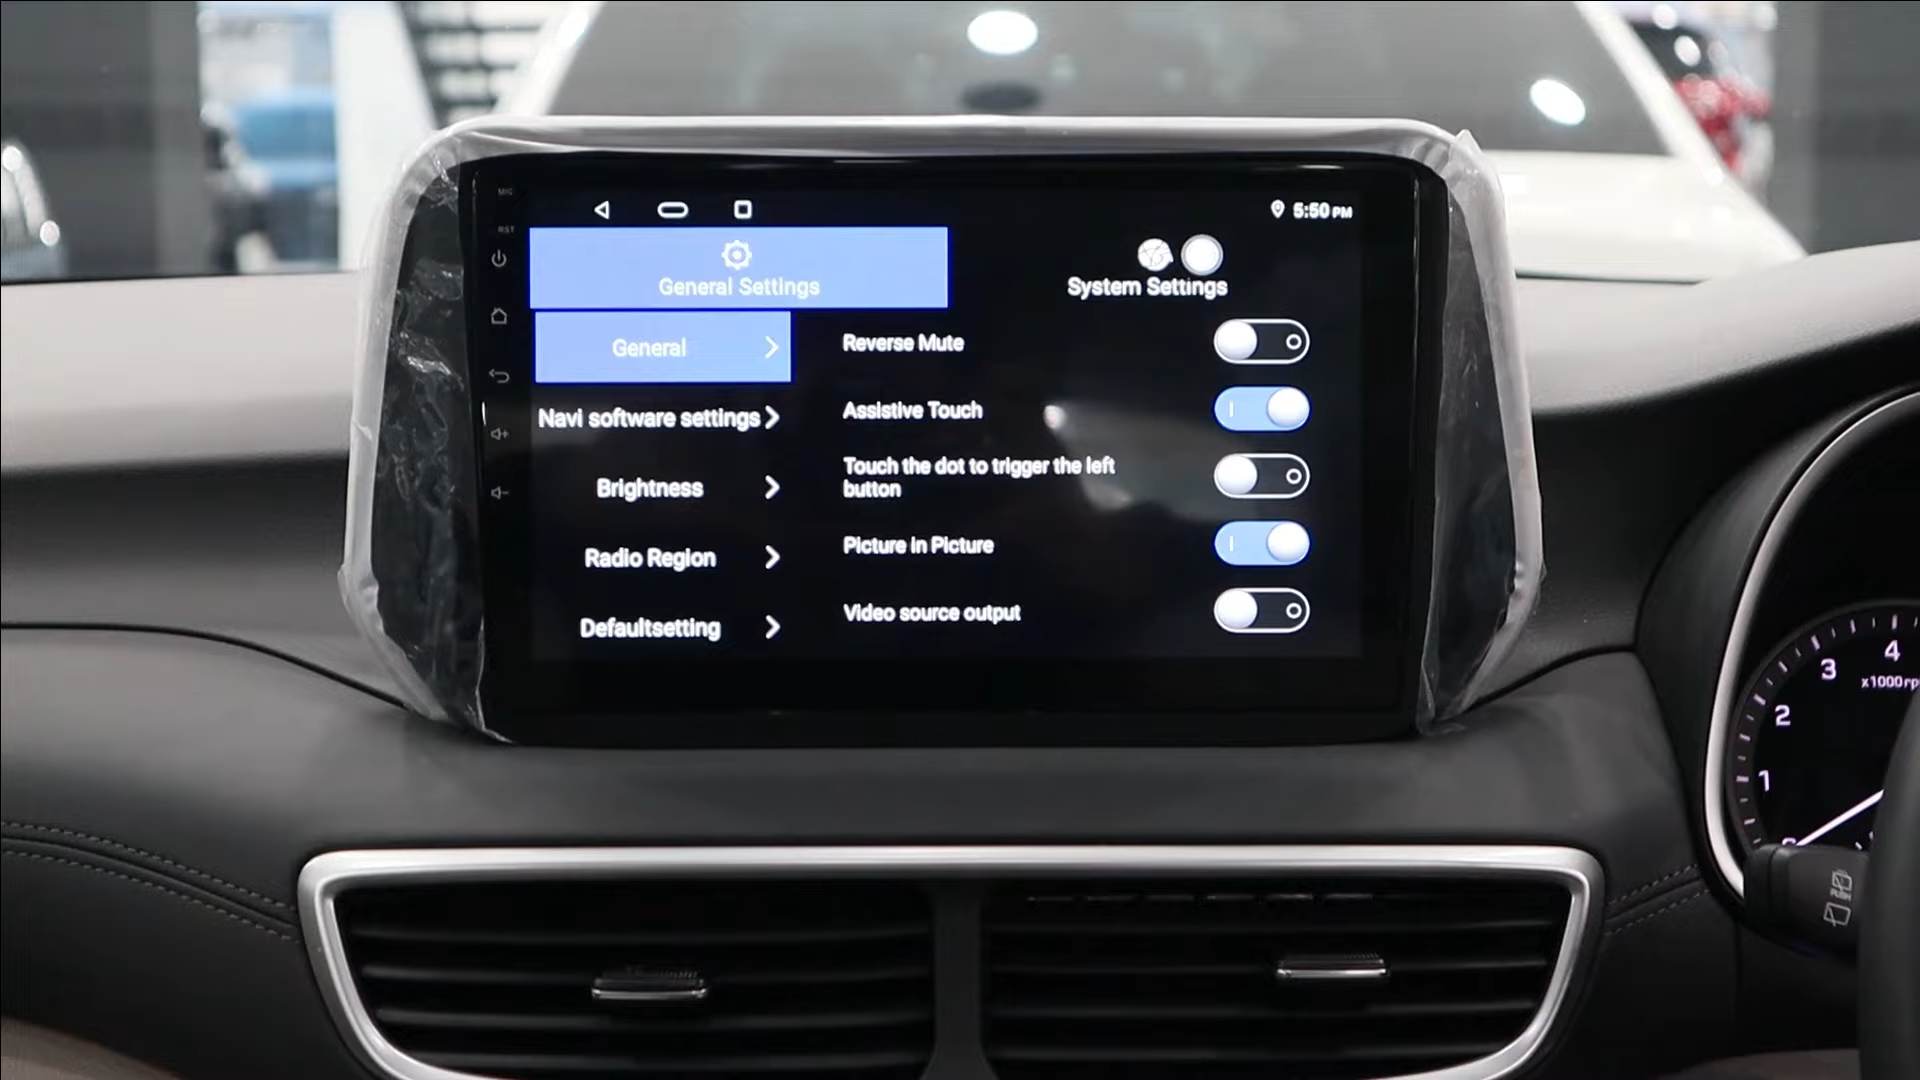 MIC
5:50 PM
RST
General Settings
System Settings
General
Reverse Mute
Navi software settings
Assistive Touch
Touch the dot to trigger the left
button
Brightness
Picture in Picture
Radio Region
Video source output
Defaultsetting
4
3
x1000rp
2
1
PUSH